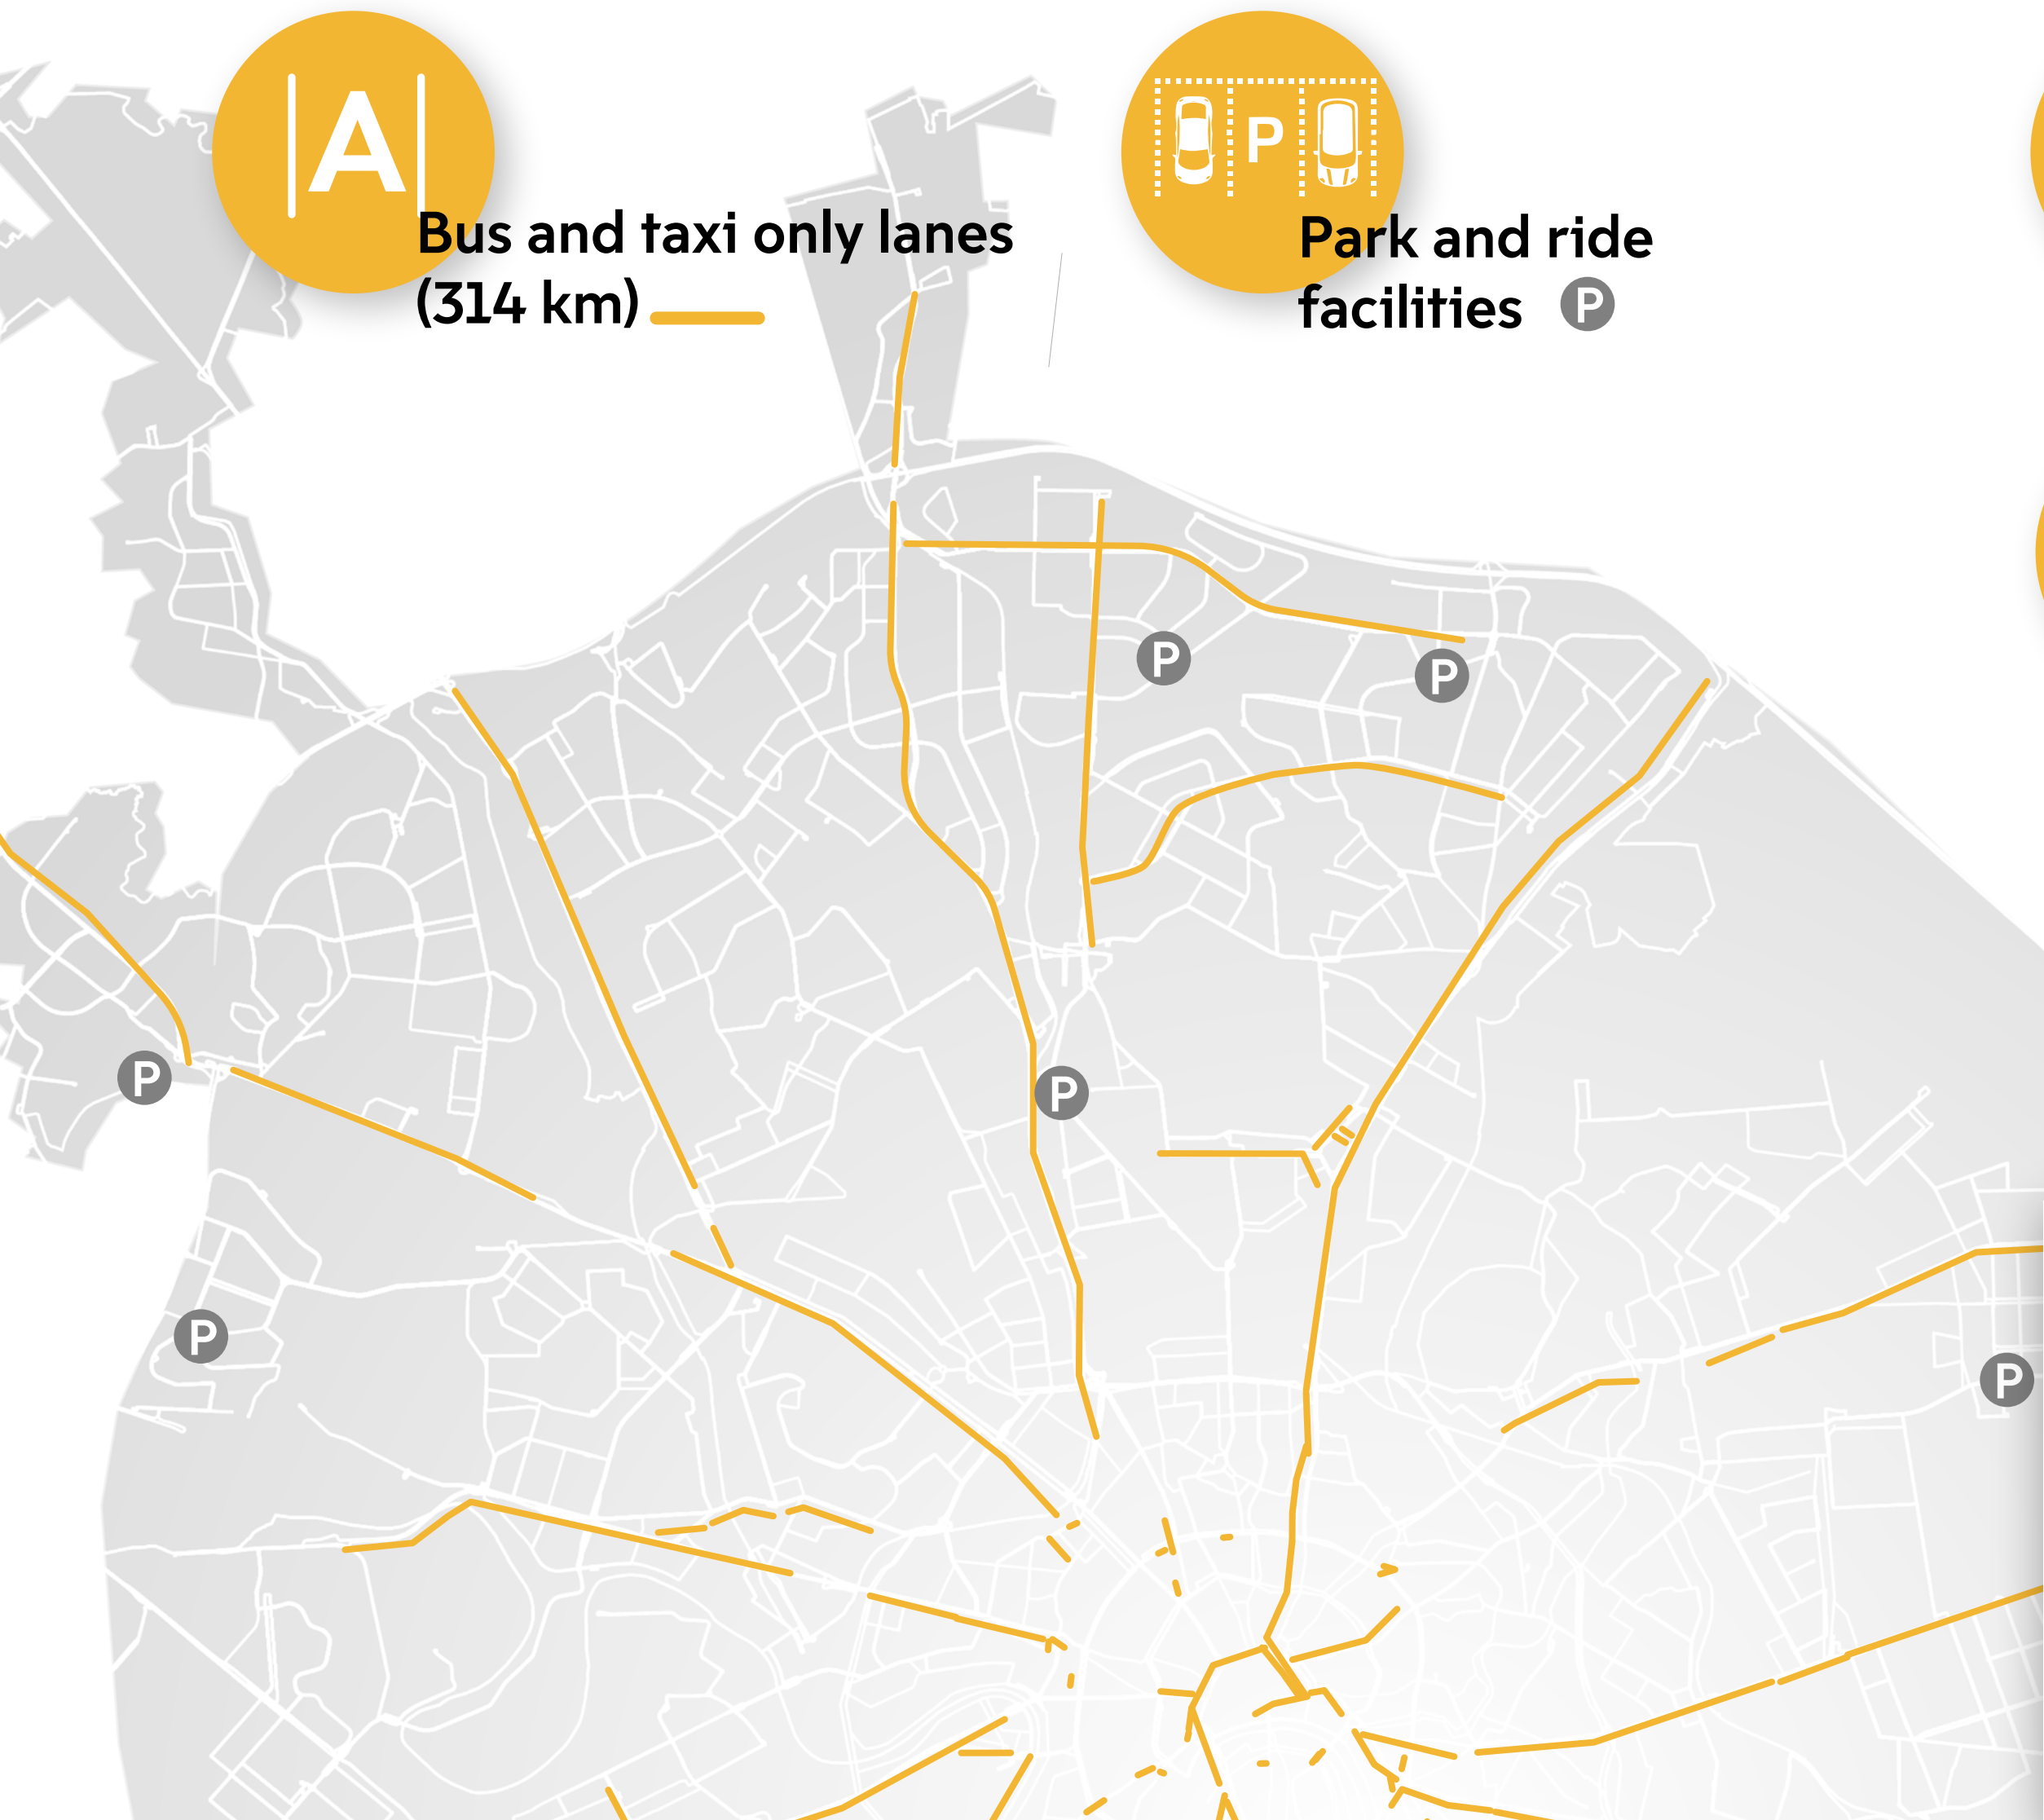 A
Bus and taxi only lanes
(314 km)
P
Park and ride
facilities P
P
P
P
P
P
P